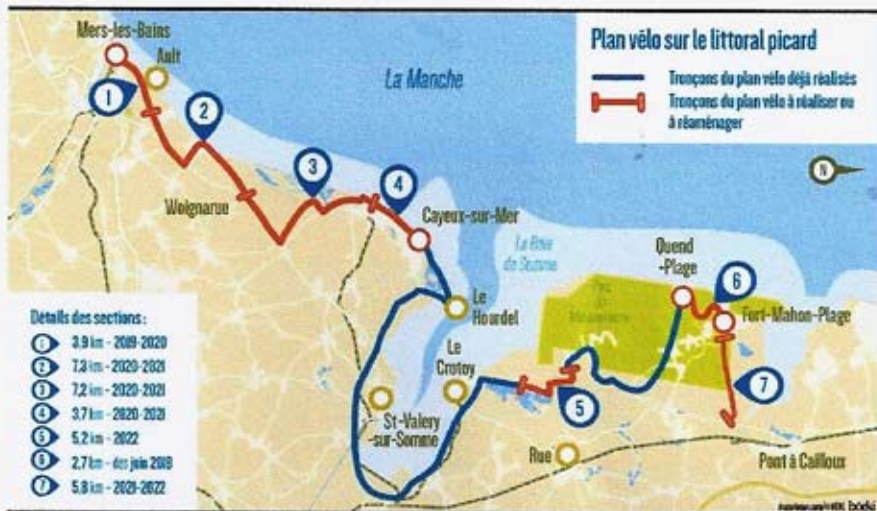 Mers-les-Bains
Ault
1
2
La Manche
Plan vélo sur le littoral picard
Tronçons du plan vélo déjà réalisés
Tronçons du plan vélo à réaliser ou
à réaménager
N
3
4
Woignarue
Cayeux-sur-Mer
La Baie
de Somme
Quend
-Plage
6
Le
Hourdel
Fort-Mahon-Plage
Le
Crotoy
St-Valery
-sur-Somme
5
7
Rue
Pont à Cailloux
Détails des sections :
1 3,9 km - 2019-2020
2 7,3 km - 2020-2021
3 7,2 km - 2020-2021
4 3,7 km - 2020-2021
5 5,2 km - 2022
6 2,7 km - dès juin 2019
7 5,8 km - 2021-2022